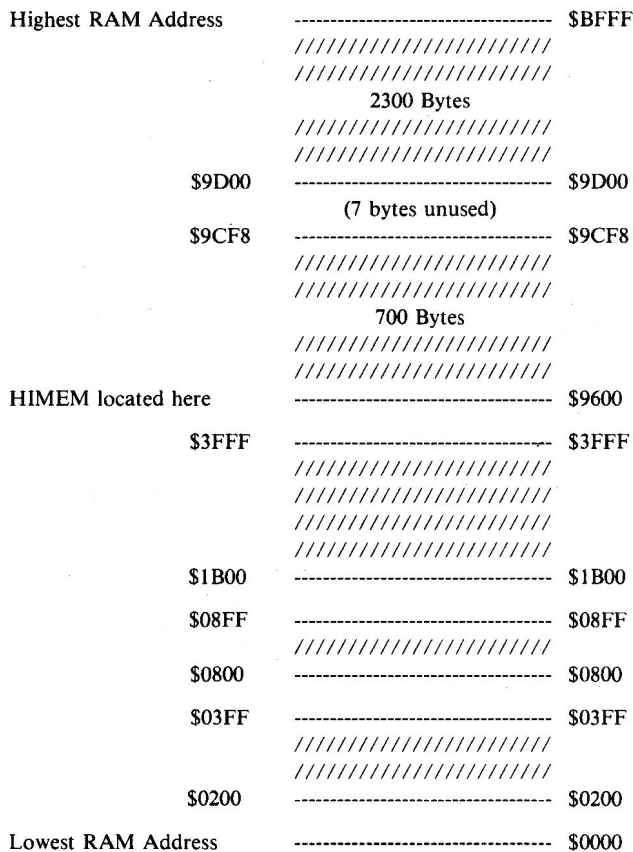 Highest RAM Address ------------------------------ $BFFF
//////////////////////
//////////////////////
2300 Bytes
//////////////////////
//////////////////////
$9D00 ------------------------------ $9D00
(7 bytes unused)
$9CF8 ------------------------------ $9CF8
//////////////////////
//////////////////////
700 Bytes
//////////////////////
//////////////////////
HIMEM located here ------------------------------ $9600
$3FFF ------------------------------ $3FFF
//////////////////////
//////////////////////
//////////////////////
//////////////////////
$1B00 ------------------------------ $1B00
$08FF ------------------------------ $08FF
//////////////////////
$0800 ------------------------------ $0800
$03FF ------------------------------ $03FF
//////////////////////
//////////////////////
$0200 ------------------------------ $0200
Lowest RAM Address ------------------------------ $0000